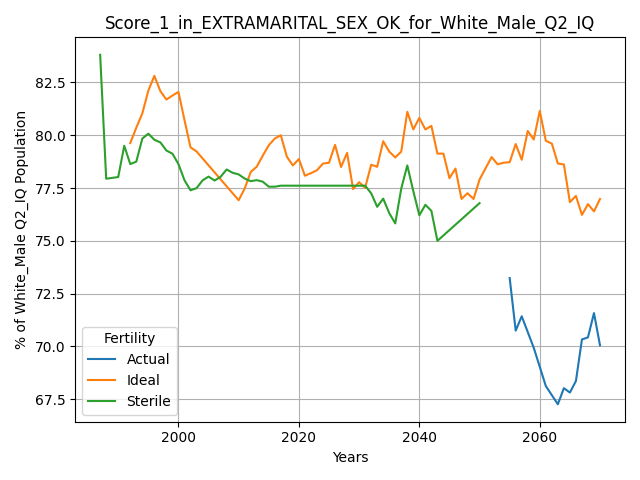 Score_1_in_EXTRAMARITAL_SEX_OK_for_White_Male_Q2_IQ
% of White_Male Q2_IQ Population
82.5
80.0
77.5
75.0
72.5
70.0
67.5
Fertility
Actual
Ideal
Sterile
2000
2020
2040
2060
Years